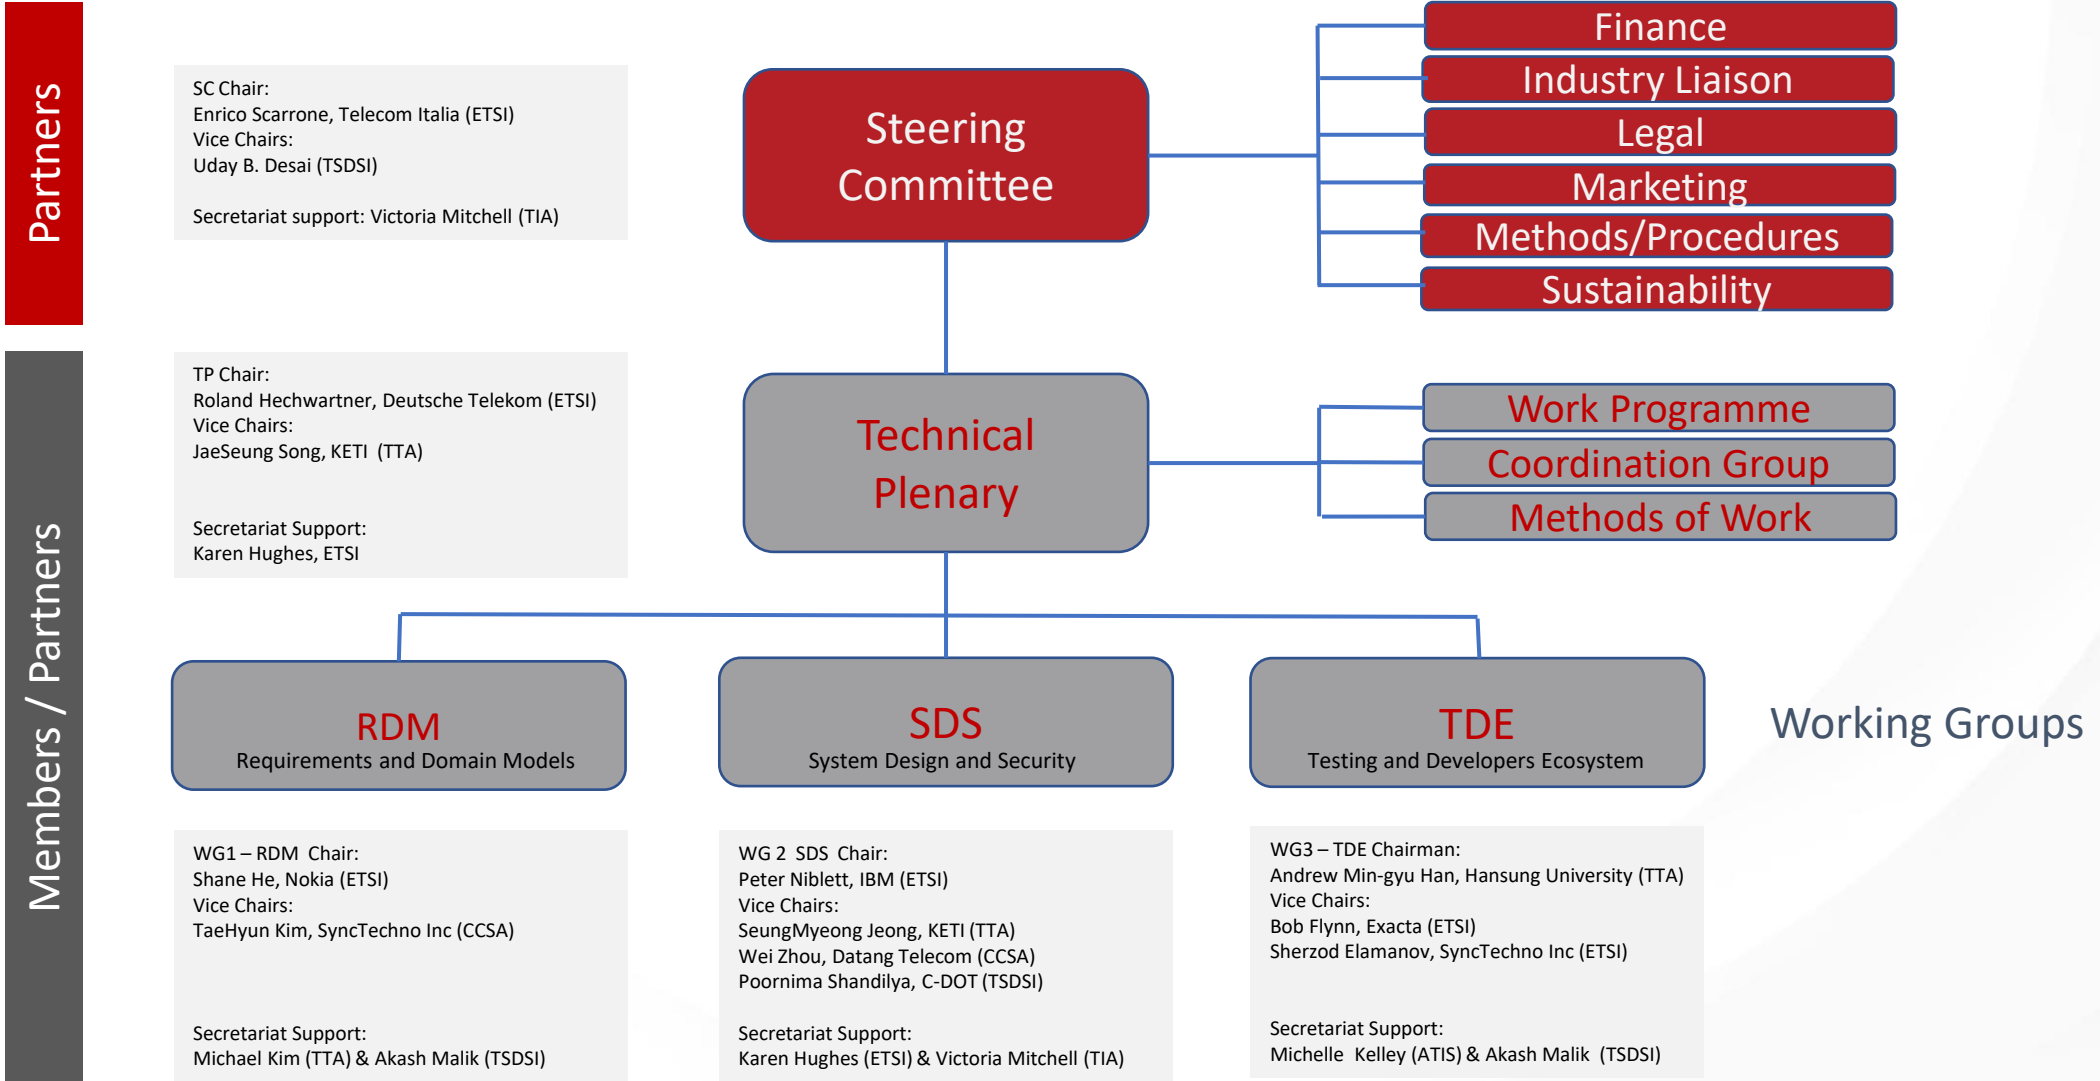 Partners
SC Chair:
Enrico Scarrone, Telecom Italia (ETSI)
Vice Chairs:
Uday B. Desai (TSDSI)
Secretariat support: Victoria Mitchell (TIA)
Steering
Committee
Finance
Industry Liaison
Legal
Marketing
Methods/Procedures
Sustainability
Members / Partners
TP Chair:
Roland Hechwartner, Deutsche Telekom (ETSI)
Vice Chairs:
JaeSeung Song, KETI (TTA)
Secretariat Support:
Karen Hughes, ETSI
Technical
Plenary
Work Programme
Coordination Group
Methods of Work
RDM
Requirements and Domain Models
SDS
System Design and Security
TDE
Testing and Developers Ecosystem
Working Groups
WG1 – RDM Chair:
Shane He, Nokia (ETSI)
Vice Chairs:
TaeHyun Kim, SyncTechno Inc (CCSA)
Secretariat Support:
Michael Kim (TTA) & Akash Malik (TSDSI)
WG 2 SDS Chair:
Peter Niblett, IBM (ETSI)
Vice Chairs:
SeungMyeong Jeong, KETI (TTA)
Wei Zhou, Datang Telecom (CCSA)
Poornima Shandilya, C-DOT (TSDSI)
Secretariat Support:
Karen Hughes (ETSI) & Victoria Mitchell (TIA)
WG3 – TDE Chairman:
Andrew Min-gyu Han, Hansung University (TTA)
Vice Chairs:
Bob Flynn, Exacta (ETSI)
Sherzod Elamanov, SyncTechno Inc (ETSI)
Secretariat Support:
Michelle Kelley (ATIS) & Akash Malik (TSDSI)